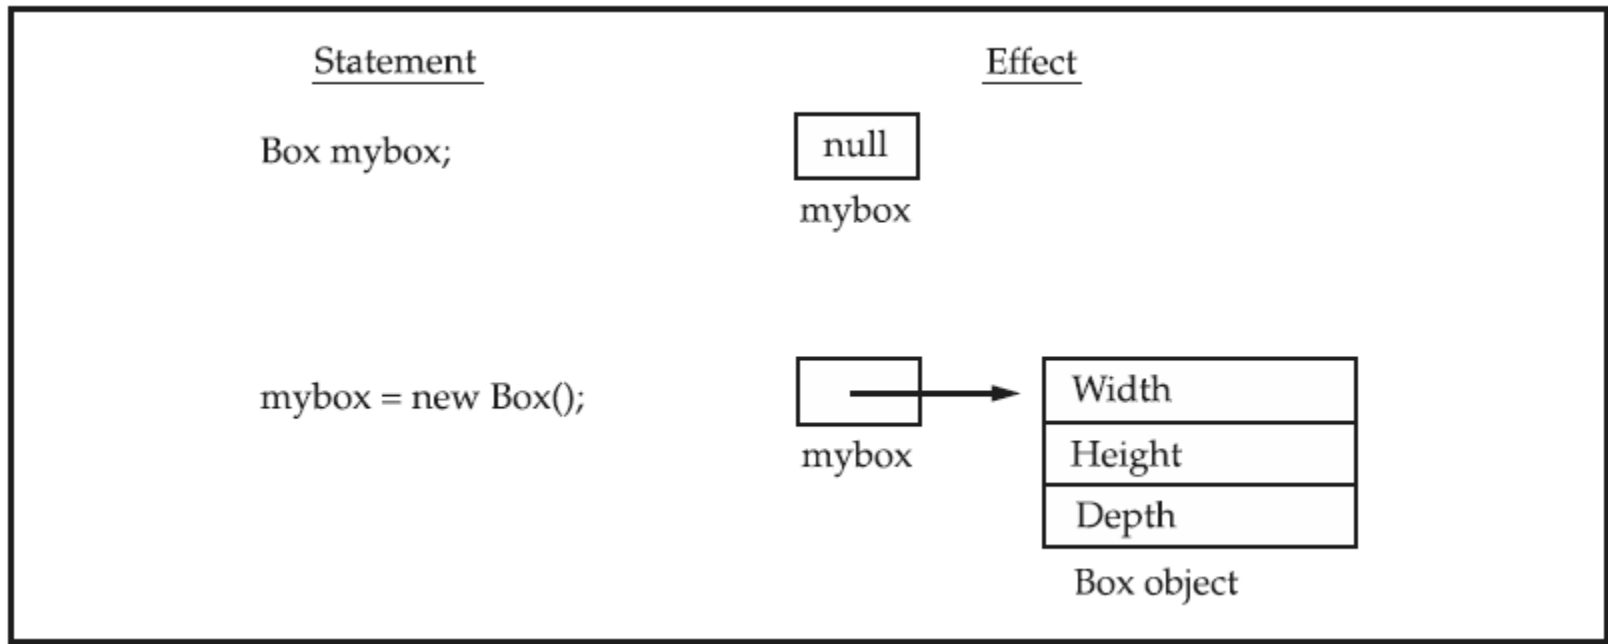 Statement Effect
Box mybox; null
mybox
mybox = new Box(); Width
mybox Height
Depth
Box object